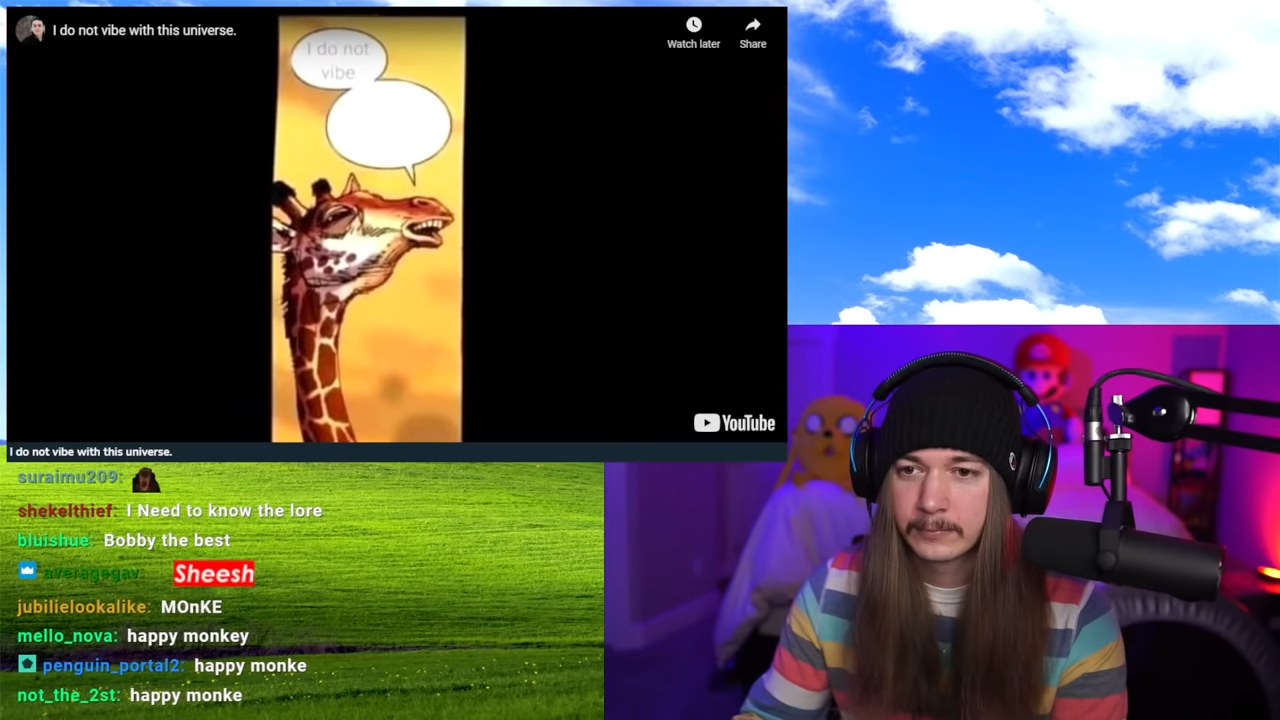 I do not vibe with this universe.
Watch later
Share
I do not
vibe
YouTube
I do not vibe with this universe.
suraimu209:
shekelthief: I Need to know the lore
bluishue: Bobby the best
averagegav: Sheesh
jubilielookalike: MOnKE
mello_nova: happy monkey
penguin_portal2: happy monke
not_the_2st: happy monke